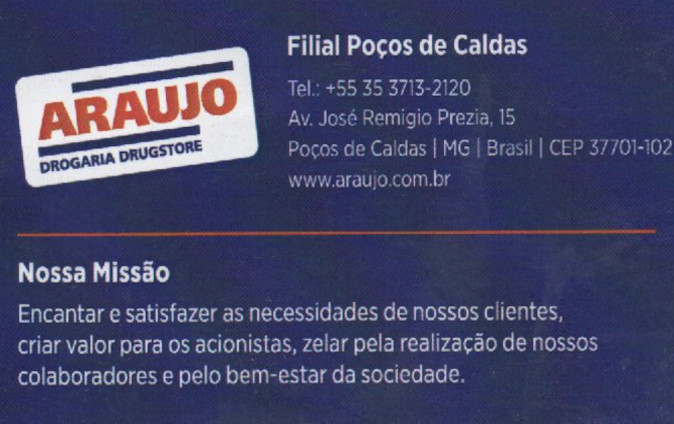 ARAUJO
DROGARIA DRUGSTORE
Filial Poços de Caldas
Tel.: +55 35 3713-2120
Av. José Remigio Prezia, 15
Poços de Caldas | MG | Brasil | CEP 37701-102
www.araujo.com.br
Nossa Missão
Encantar e satisfazer as necessidades de nossos clientes,
criar valor para os acionistas, zelar pela realização de nossos
colaboradores e pelo bem-estar da sociedade.